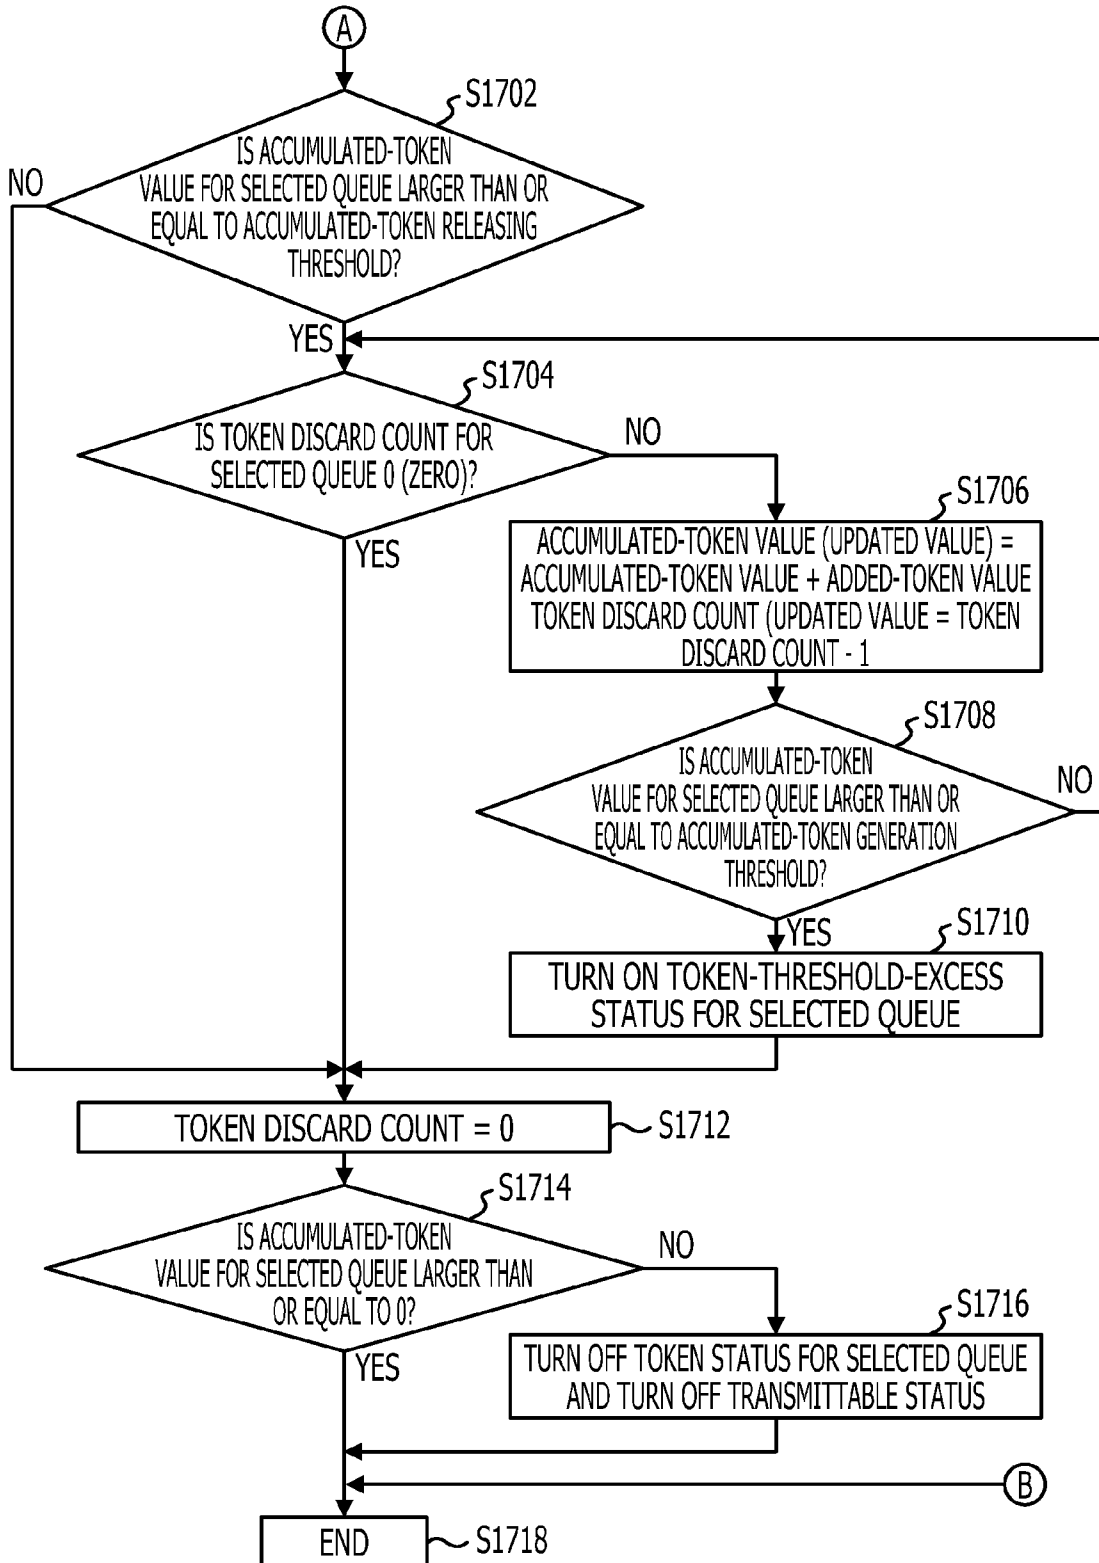 A
S1702
IS ACCUMULATED-TOKEN
VALUE FOR SELECTED QUEUE LARGER THAN OR
EQUAL TO ACCUMULATED-TOKEN RELEASING
THRESHOLD?
NO
YES
S1704
IS TOKEN DISCARD COUNT FOR
SELECTED QUEUE 0 (ZERO)?
NO
YES
S1706
ACCUMULATED-TOKEN VALUE (UPDATED VALUE) =
ACCUMULATED-TOKEN VALUE + ADDED-TOKEN VALUE
TOKEN DISCARD COUNT (UPDATED VALUE = TOKEN
DISCARD COUNT - 1
S1708
IS ACCUMULATED-TOKEN
VALUE FOR SELECTED QUEUE LARGER THAN OR
EQUAL TO ACCUMULATED-TOKEN GENERATION
THRESHOLD?
NO
YES
S1710
TURN ON TOKEN-THRESHOLD-EXCESS
STATUS FOR SELECTED QUEUE
TOKEN DISCARD COUNT = 0
S1712
S1714
IS ACCUMULATED-TOKEN
VALUE FOR SELECTED QUEUE LARGER THAN
OR EQUAL TO 0?
NO
YES
S1716
TURN OFF TOKEN STATUS FOR SELECTED QUEUE
AND TURN OFF TRANSMITTABLE STATUS
B
END
S1718